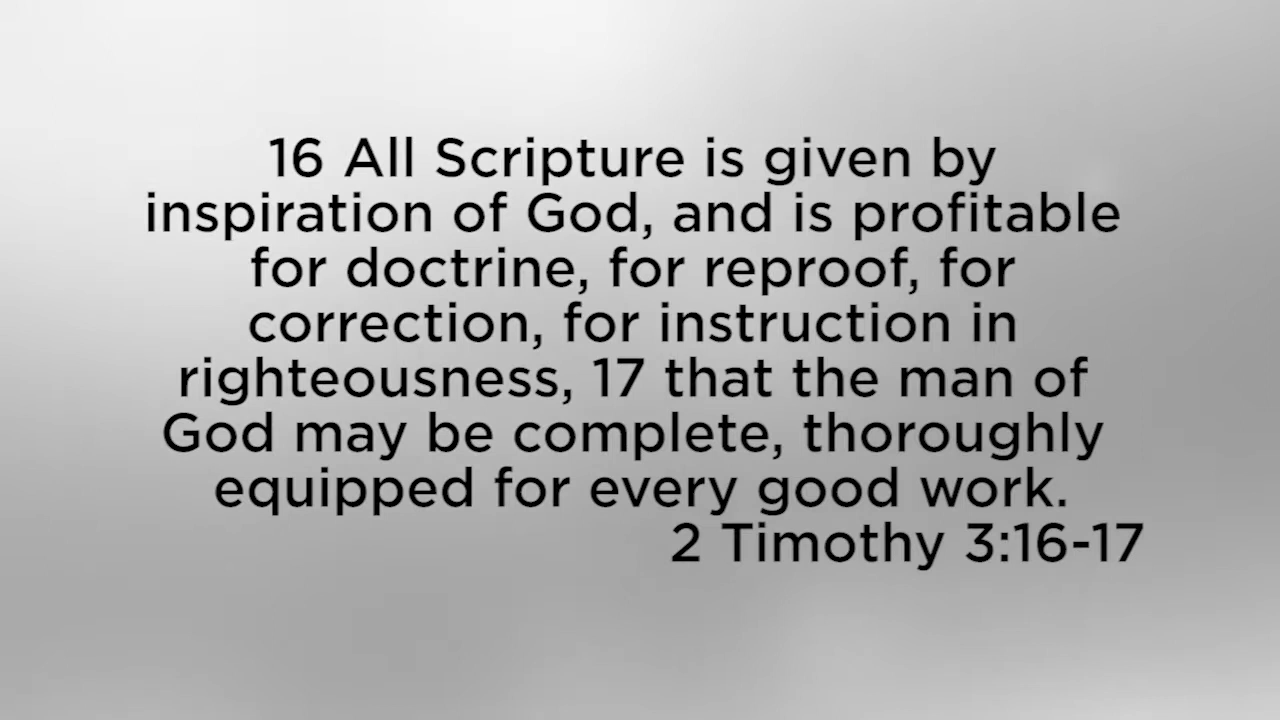 16 All Scripture is given by
inspiration of God, and is profitable
for doctrine, for reproof, for
correction, for instruction in
righteousness, 17 that the man of
God may be complete, thoroughly
equipped for every good work.
2 Timothy 3:16-17